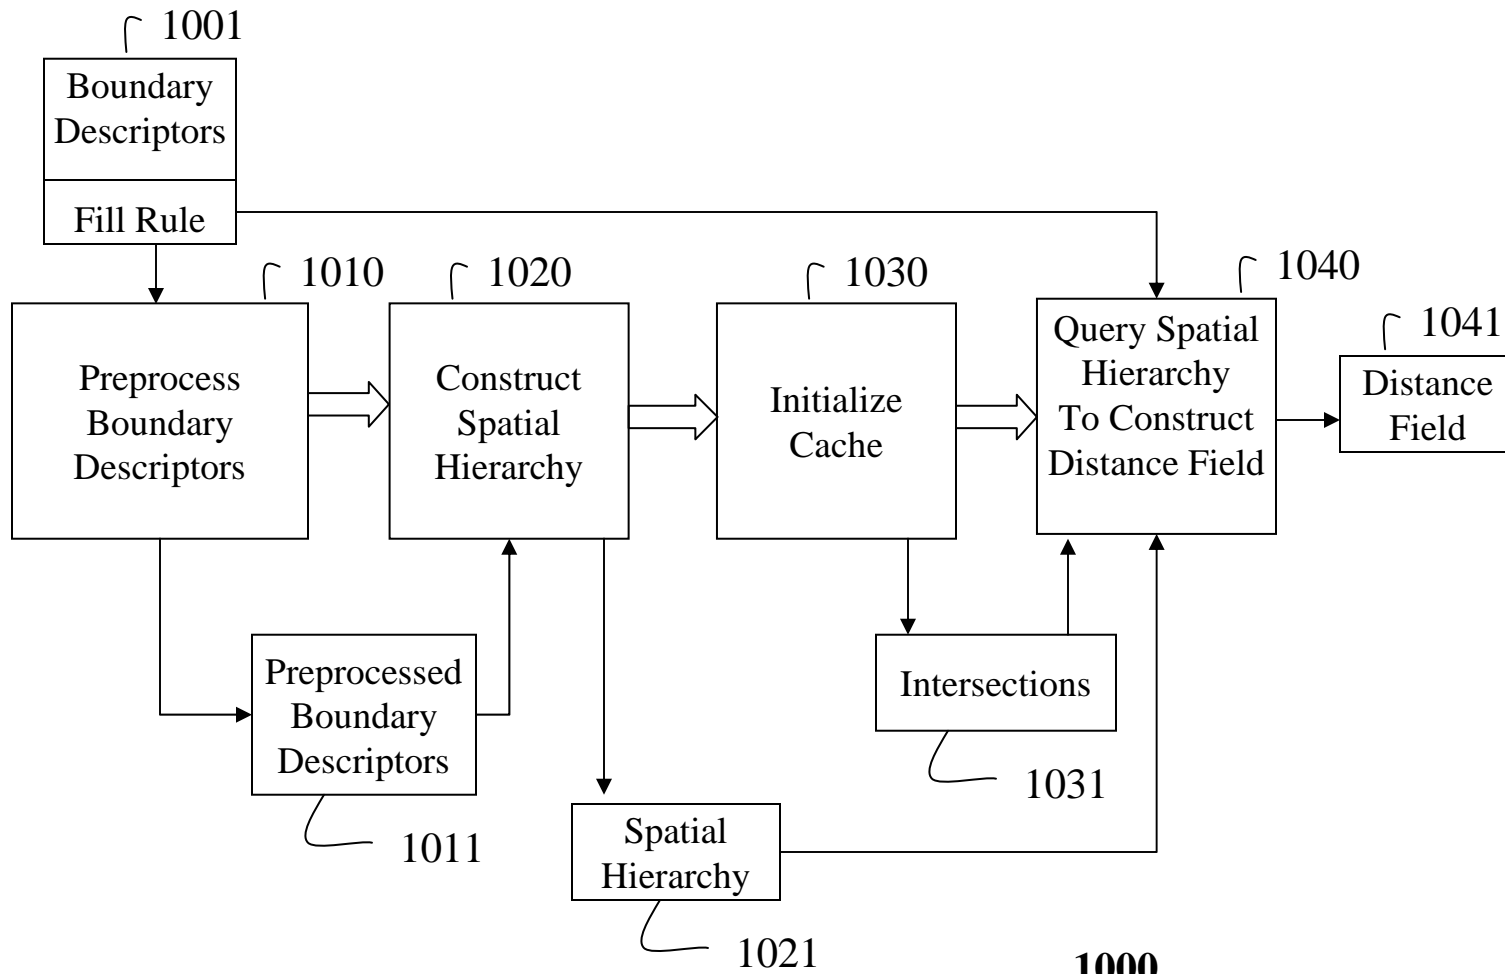 1001
Boundary
Descriptors
Fill Rule
1010
1020
1030
1040
1041
Preprocess
Boundary
Descriptors
Construct
Spatial
Hierarchy
Initialize
Cache
Query Spatial
Hierarchy
To Construct
Distance Field
Distance
Field
Preprocessed
Boundary
Descriptors
1011
Intersections
1031
Spatial
Hierarchy
1021
1000